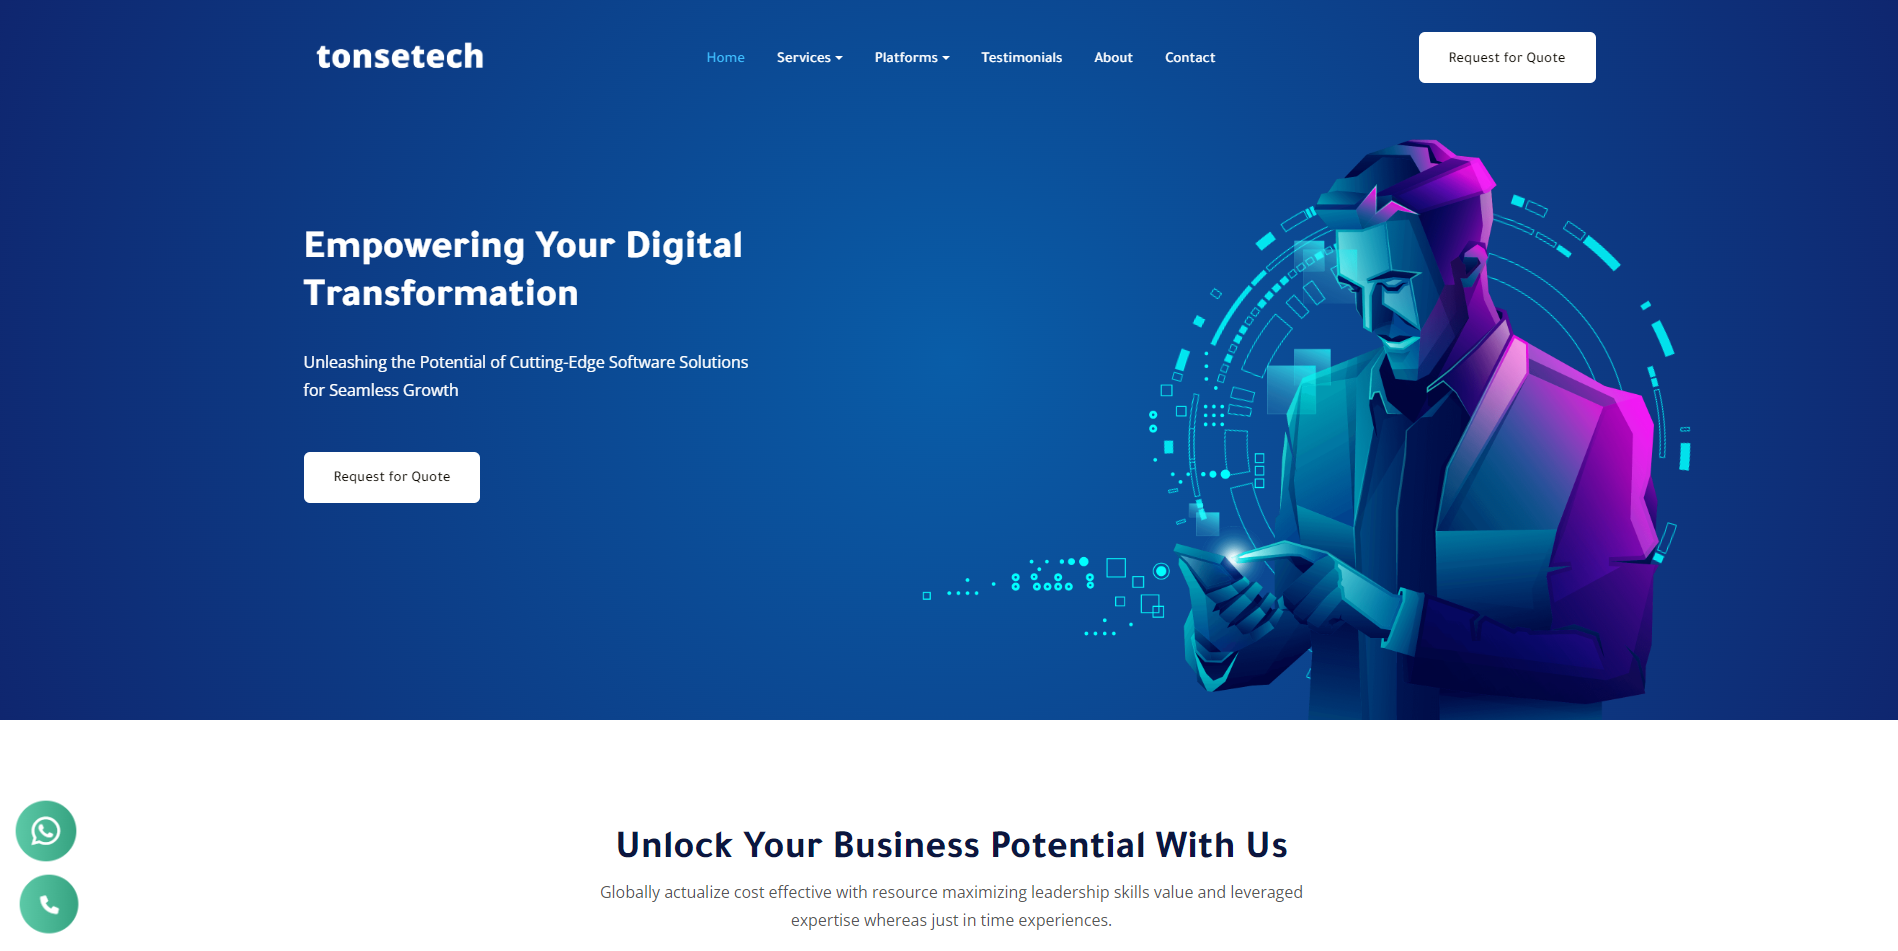 tonsetech
Home Services Platforms Testimonials About Contact
Request for Quote
Empowering Your Digital
Transformation
Unleashing the Potential of Cutting-Edge Software Solutions
for Seamless Growth
Request for Quote
Unlock Your Business Potential With Us
Globally actualize cost effective with resource maximizing leadership skills value and leveraged
expertise whereas just in time experiences.